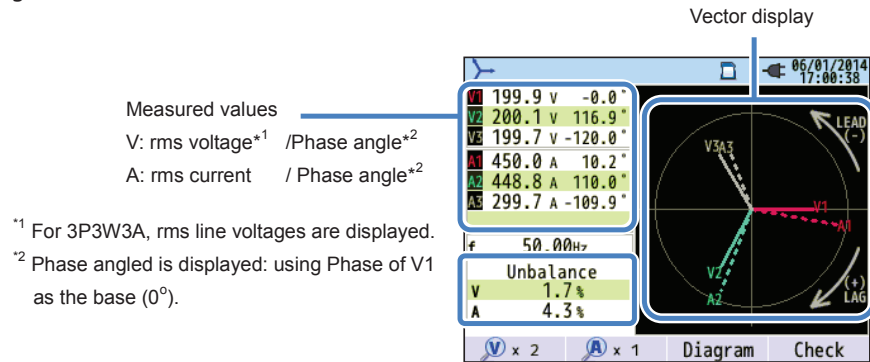 Vector display
06/01/2014
17:00:38
Measured values
V: rms voltage*1 /Phase angle*2
A: rms current / Phase angle*2
*1 For 3P3W3A, rms line voltages are displayed.
*2 Phase angled is displayed: using Phase of V1
as the base (0o).
V1 199.9 V -0.0°
V2 200.1 V 116.9°
V3 199.7 V -120.0°
A1 450.0 A 10.2°
A2 448.8 A 110.0°
A3 299.7 A -109.9°
f 50.00Hz
Unbalance
V 1.7%
A 4.3%
LEAD
(-)
V3A3
V1
A1
V2
A2
(+)
LAG
V x 2 A x 1 Diagram Check